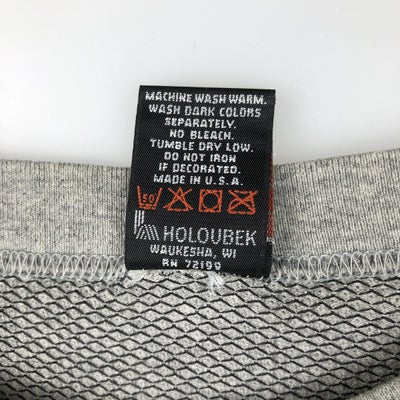 MACHINE WASH WARM.
WASH DARK COLORS
SEPARATELY.
NO BLEACH.
TUMBLE DRY LOW.
DO NOT IRON
IF DECORATED.
MADE IN U.S.A.
50
HOLOUBEK
WAUKESHA, WI
RN 72199